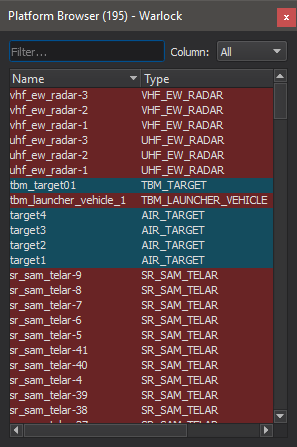 Platform Browser (195) - Warlock x
Filter... Column: All
Name Type
vhf_ew_radar-3 VHF_EW_RADAR
vhf_ew_radar-2 VHF_EW_RADAR
vhf_ew_radar-1 VHF_EW_RADAR
uhf_ew_radar-3 UHF_EW_RADAR
uhf_ew_radar-2 UHF_EW_RADAR
uhf_ew_radar-1 UHF_EW_RADAR
tbm_target01 TBM_TARGET
tbm_launcher_vehicle_1 TBM_LAUNCHER_VEHICLE
target4 AIR_TARGET
target3 AIR_TARGET
target2 AIR_TARGET
target1 AIR_TARGET
sr_sam_telar-9 SR_SAM_TELAR
sr_sam_telar-8 SR_SAM_TELAR
sr_sam_telar-7 SR_SAM_TELAR
sr_sam_telar-6 SR_SAM_TELAR
sr_sam_telar-5 SR_SAM_TELAR
sr_sam_telar-41 SR_SAM_TELAR
sr_sam_telar-40 SR_SAM_TELAR
sr_sam_telar-4 SR_SAM_TELAR
sr_sam_telar-39 SR_SAM_TELAR
sr_sam_telar-38 SR_SAM_TELAR